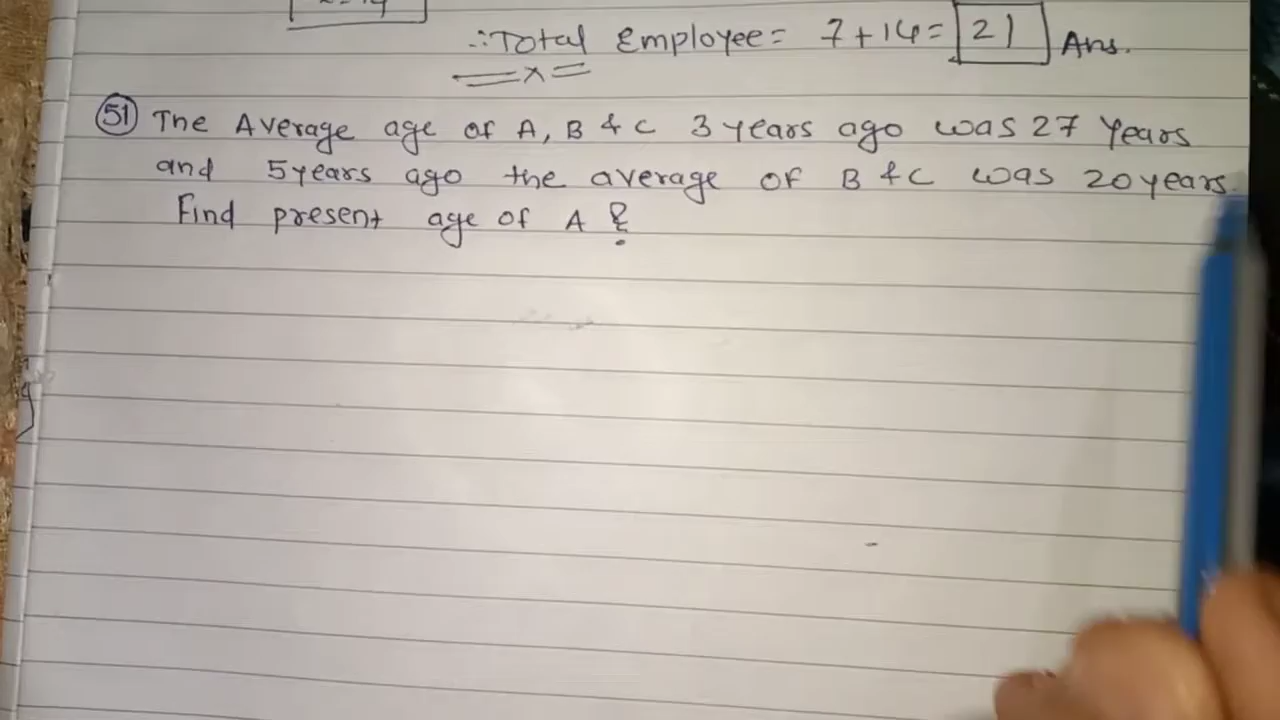 ∴ Total Employee = 7 + 14 = 21 Ans.
= x =
51 The Average age of A, B & C 3 years ago was 27 Years
and 5 years ago the average of B & C was 20 years.
Find present age of A ?